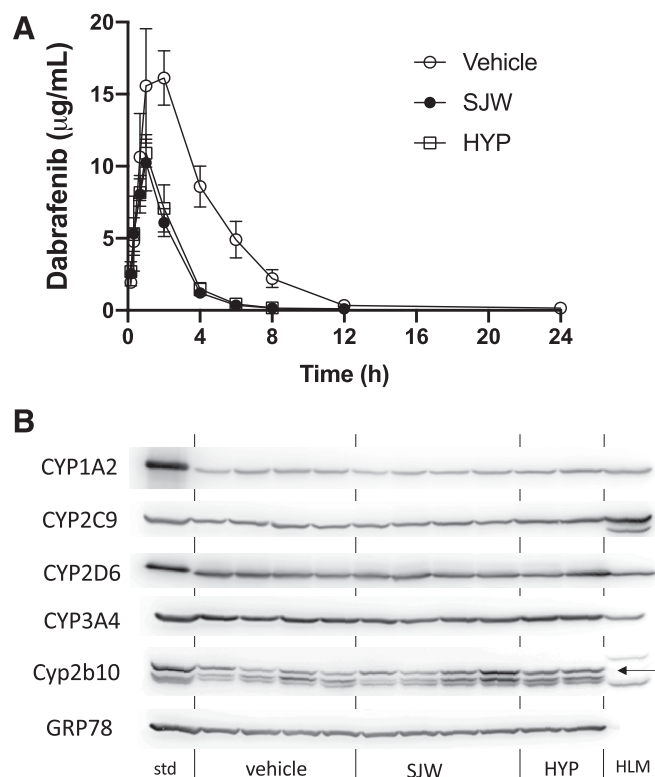 A
Dabrafenib (μg/mL)
20
15
10
5
0
0 4 8 12 16 20 24
Time (h)
Vehicle
SJW
HYP
B
CYP1A2
CYP2C9
CYP2D6
CYP3A4
Cyp2b10
GRP78
std vehicle SJW HYP HLM